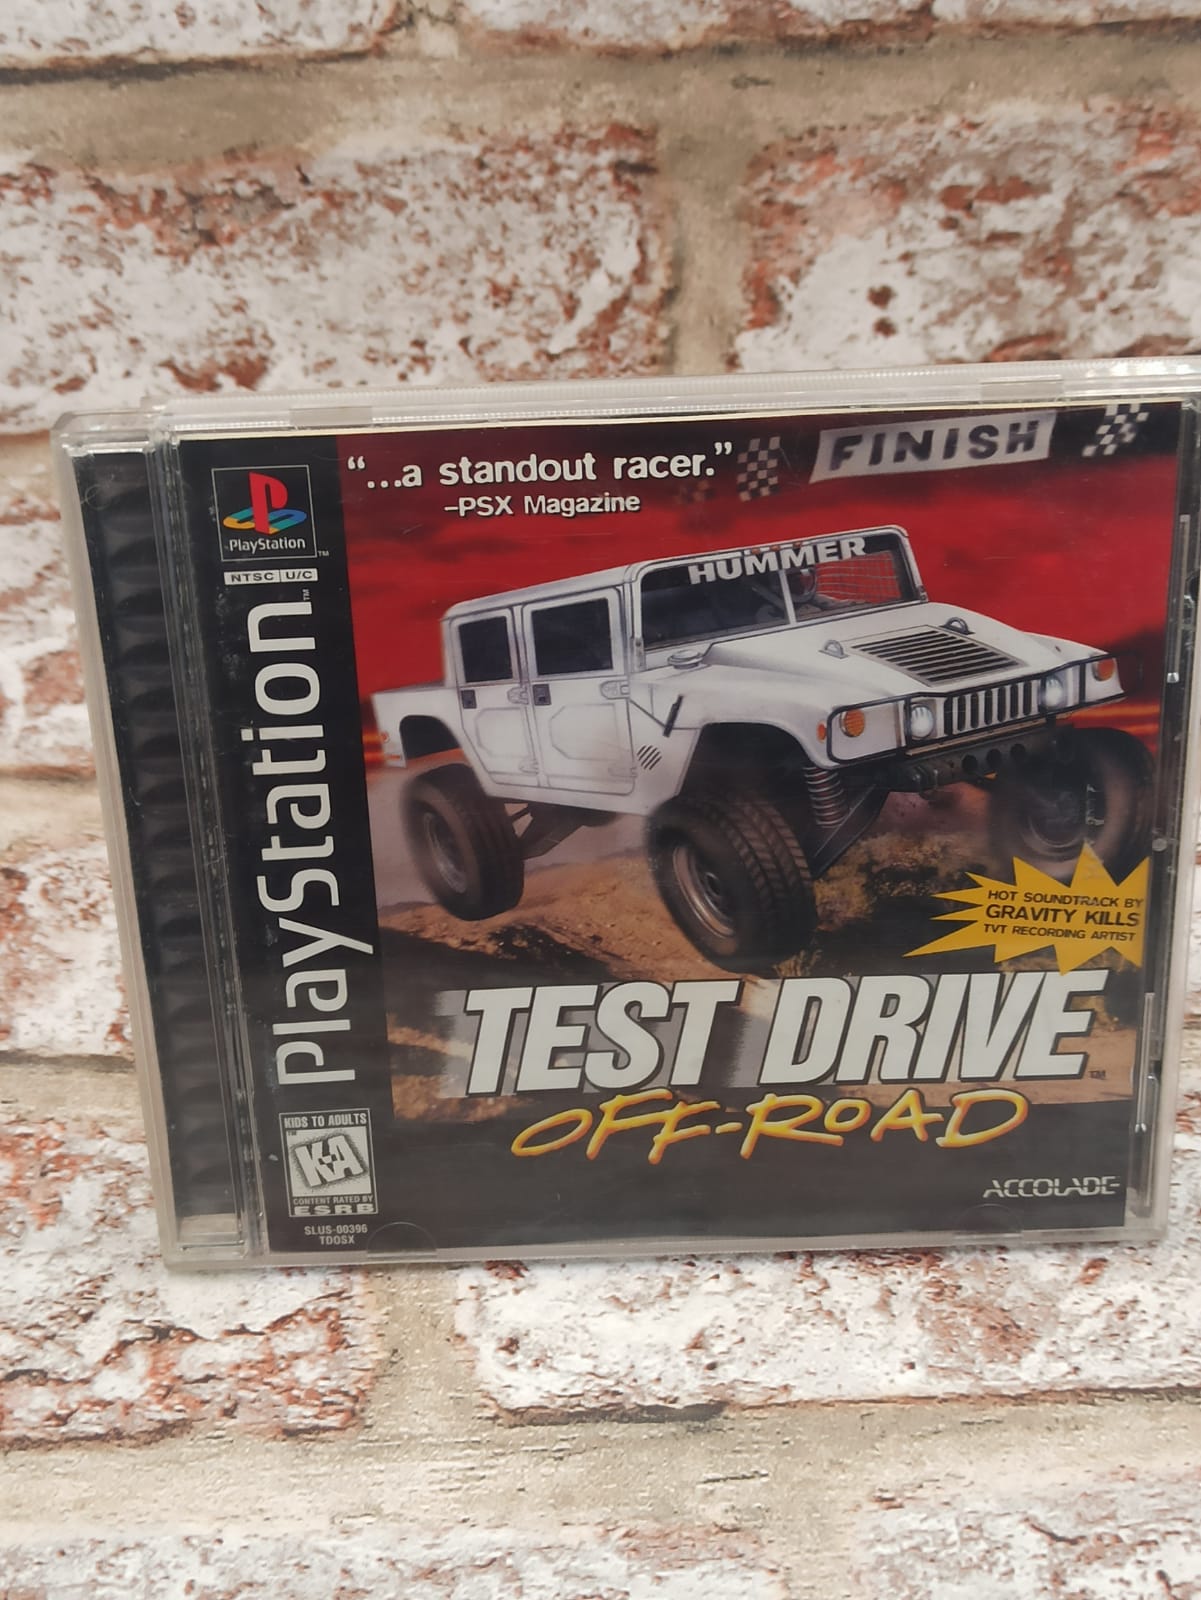 PlayStation
NTSC U/C
PlayStation
"...a standout racer."
–PSX Magazine
FINISH
HUMMER
HOT SOUNDTRACK BY
GRAVITY KILLS
TVT RECORDING ARTIST
TEST DRIVE
OFF-ROAD
ACCOLADE
KIDS TO ADULTS
K-A
CONTENT RATED BY
ESRB
SLUS-00396
TDOSX